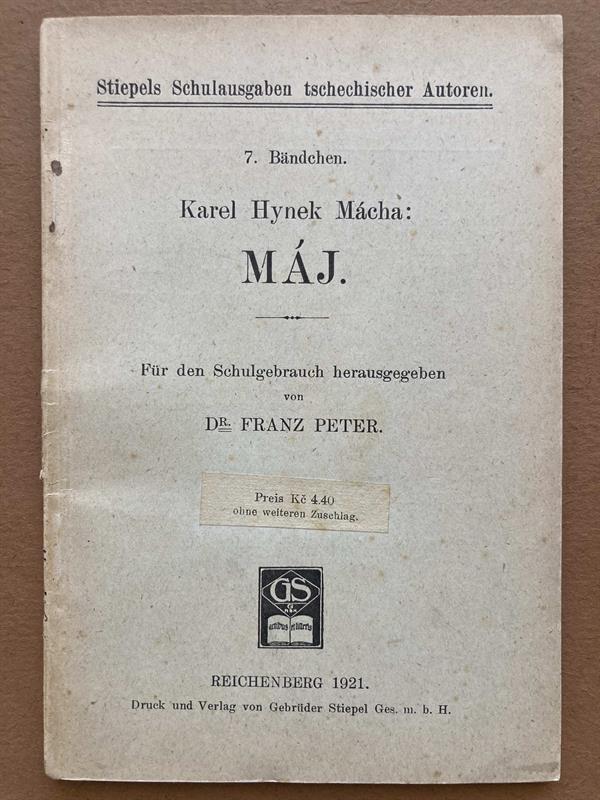 Stiepels Schulausgaben tschechischer Autoren.
7. Bändchen.
Karel Hynek Mácha:
MÁJ.
Für den Schulgebrauch herausgegeben
von
DR. FRANZ PETER.
Preis Kč 4.40
ohne weiteren Zuschlag.
GS
REICHENBERG 1921.
Druck und Verlag von Gebrüder Stiepel Ges. m. b. H.